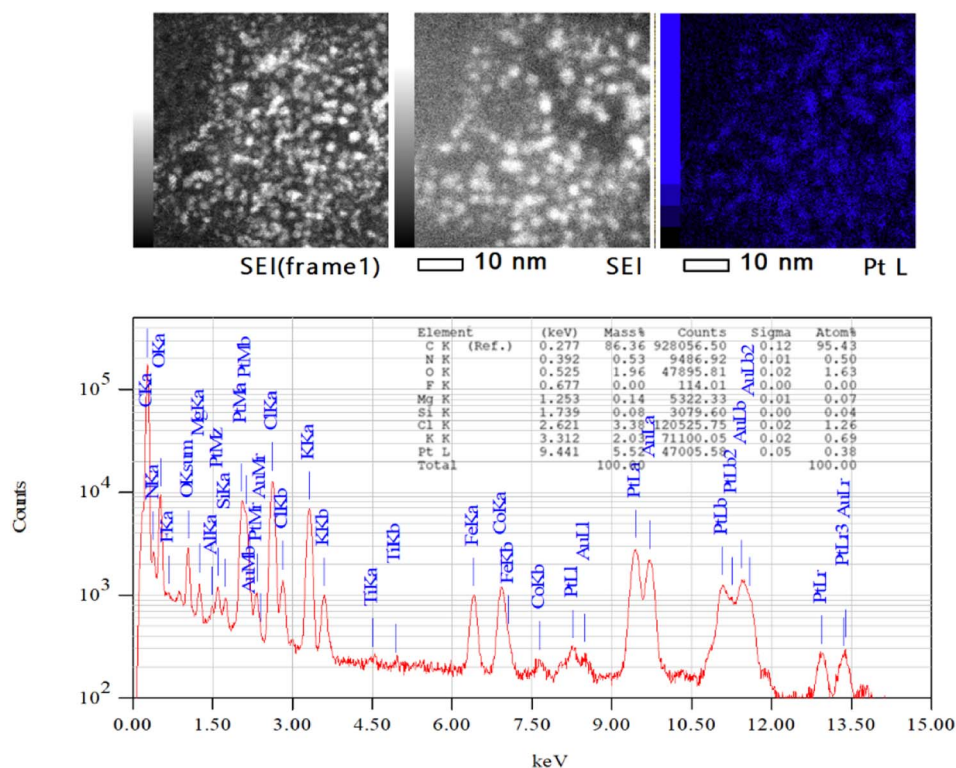 SEI(frame1)
10 nm SEI
10 nm Pt L
Element (keV) Mass% Counts Sigma Atom%
C K (Ref.) 0.277 86.36 928056.50 0.12 95.43
N K 0.392 0.53 9486.92 0.01 0.50
O K 0.525 1.96 47895.81 0.02 1.63
F K 0.677 0.00 114.01 0.00 0.00
Mg K 1.253 0.14 5322.33 0.01 0.07
Si K 1.739 0.08 3079.60 0.00 0.04
Cl K 2.621 3.38 120525.75 0.02 1.26
K K 3.312 2.03 71100.05 0.02 0.69
Pt L 9.441 5.52 47005.58 0.05 0.38
Total 100.00 100.00
CKa
OKa
NKa
FKa
OKsum
MgKa
AlKa
PtMz
SiKa
PtMa
PtMb
AuMb
PtMr
AuMr
ClKa
ClKb
KKa
KKb
TiKa
TiKb
FeKa
FeKb
CoKa
CoKb
PtLl
AuLl
PtLa
AuLa
PtLb
PtLb2
AuLb
AuLb2
PtLr
PtLr3
AuLr
Counts
10^5
10^4
10^3
10^2
0.00 1.50 3.00 4.50 6.00 7.50 9.00 10.50 12.00 13.50 15.00
keV